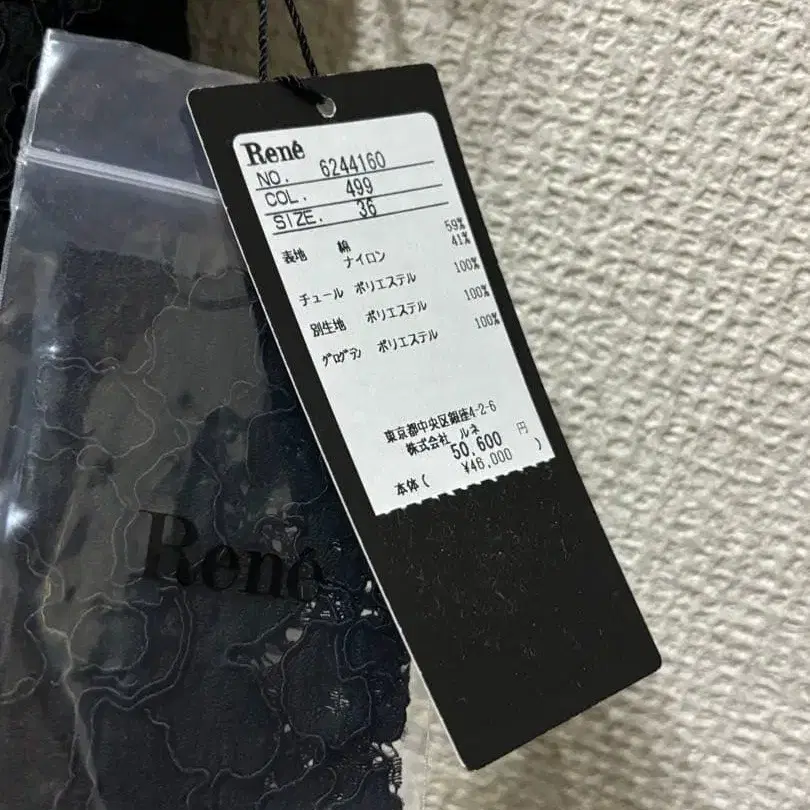 René
NO. 6244160
COL. 499
SIZE. 36
表地 綿 59%
ナイロン 41%
チュール ポリエステル 100%
別生地 ポリエステル 100%
グログラン ポリエステル 100%
東京都中央区銀座4-2-6
株式会社 ルネ
50,600 円
本体( ¥46,000 )
René